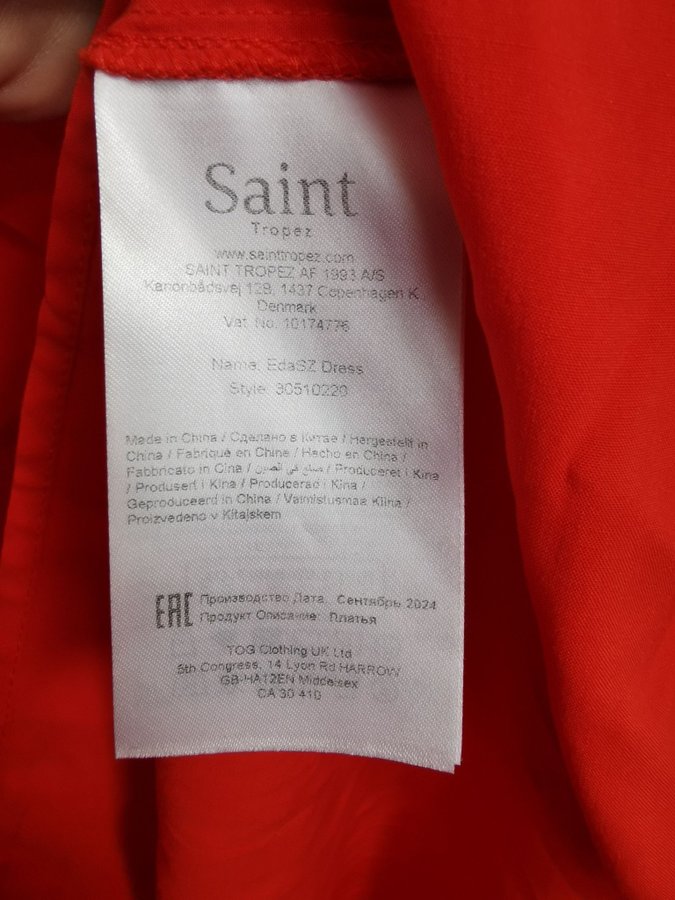 Saint
Tropez
www.sainttropez.com
SAINT TROPEZ AF 1993 A/S
Kanonbådsvej 12B, 1437 Copenhagen K
Denmark
Vat. No. 10174776
Name: EdaSZ Dress
Style: 30510220
Made in China / Сделано в Китае / Hergestellt in
China / Fabriqué en Chine / Hecho en China /
Fabbricato in Cina / صنع في الصين / Produceret i Kina
/ Produsert i Kina / Producerad i Kina /
Geproduceerd in China / Valmistusmaa Kiina /
Proizvedeno v Kitajskem
EAC Производство Дата: Сентябрь 2024
Продукт Описание: Платья
TOG Clothing UK Ltd
5th Congress, 14 Lyon Rd HARROW
GB-HA12EN Middelsex
CA 30 410